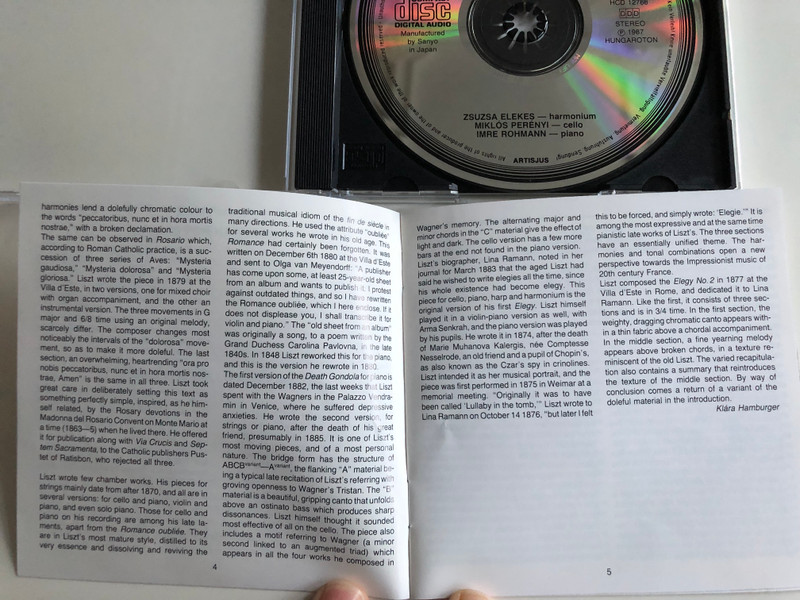 COMPACT
disc
DIGITAL AUDIO
Manufactured
by Sanyo
in Japan
HCD 12768
DDD
STEREO
℗ 1987
HUNGAROTON
ZSUZSA ELEKES — harmonium
MIKLÓS PERÉNYI — cello
IMRE ROHMANN — piano
All rights of the producer and of the owner
ARTISJUS
harmonies lend a dolefully chromatic colour to
the words "peccatoribus, nunc et in hora mortis
nostrae," with a broken declamation.
The same can be observed in Rosario which,
according to Roman Catholic practice, is a suc-
cession of three series of Aves: "Mysteria
gaudiosa," "Mysteria dolorosa" and "Mysteria
gloriosa." Liszt wrote the piece in 1879 at the
Villa d'Este, in two versions, one for mixed choir
with organ accompaniment, and the other an
instrumental version. The three movements in G
major and 6/8 time using an original melody,
scarcely differ. The composer changes most
noticeably the intervals of the "dolorosa" move-
ment, so as to make it more doleful. The last
section, an overwhelming, heartrending "ora pro
nobis peccatoribus, nunc et in hora mortis nos-
trae, Amen" is the same in all three. Liszt took
great care in deliberately setting this text as
something perfectly simple, inspired, as he him-
self related, by the Rosary devotions in the
Madonna del Rosario Convent on Monte Mario at
a time (1863—5) when he lived there. He offered
it for publication along with Via Crucis and Sep-
tem Sacramenta, to the Catholic publishers Pus-
tet of Ratisbon, who rejected all three.
Liszt wrote few chamber works. His pieces for
strings mainly date from after 1870, and all are in
several versions: for cello and piano, violin and
piano, and even solo piano. Those for cello and
piano on his recording are among his late la-
ments, apart from the Romance oubliée. They
are in Liszt's most mature style, distilled to its
very essence and dissolving and reviving the
4
traditional musical idiom of the fin de siècle in
many directions. He used the attribute "oubliée"
for several works he wrote in his old age. This
Romance had certainly been forgotten. It was
written on December 6th 1880 at the Villa d'Este
and sent to Olga van Meyendorff: "A publisher
has come upon some, at least 25-year-old sheet
from an album and wants to publish it. I protest
against outdated things, and so I have rewritten
the Romance oubliée, which I here enclose. If it
does not displease you, I shall transcribe it for
violin and piano." The "old sheet from an album"
was originally a song, to a poem written by the
Grand Duchess Carolina Pavlovna, in the late
1840s. In 1848 Liszt reworked this for the piano,
and this is the version he rewrote in 1880.
The first version of the Death Gondola for piano is
dated December 1882, the last weeks that Liszt
spent with the Wagners in the Palazzo Vendra-
min in Venice, where he suffered depressive
anxieties. He wrote the second version, for
strings or piano, after the death of his great
friend, presumably in 1885. It is one of Liszt's
most moving pieces, and of a most personal
nature. The bridge form has the structure of
ABCBvariant—Avariant, the flanking "A" material be-
ing a typical late recitation of Liszt's referring with
groving openness to Wagner's Tristan. The "B"
material is a beautiful, gripping canto that unfolds
above an ostinato bass which produces sharp
dissonances. Liszt himself thought it sounded
most effective of all on the cello. The piece also
includes a motif referring to Wagner (a minor
second linked to an augmented triad) which
appears in all the four works he composed in
Wagner's memory. The alternating major and
minor chords in the "C" material give the effect of
light and dark. The cello version has a few more
bars at the end not found in the piano version.
Liszt's biographer, Lina Ramann, noted in her
journal for March 1883 that the aged Liszt had
said he wished to write elegies all the time, since
his whole existence had become elegy. This
piece for cello, piano, harp and harmonium is the
original version of his first Elegy. Liszt himself
played it in a violin-piano version as well, with
Arma Senkrah, and the piano version was played
by his pupils. He wrote it in 1874, after the death
of Marie Muhanova Kalergis, née Comptesse
Nesselrode, an old friend and a pupil of Chopin's,
as also known as the Czar's spy in crinolines.
Liszt intended it as her musical portrait, and the
piece was first performed in 1875 in Weimar at a
memorial meeting. "Originally it was to have
been called 'Lullaby in the tomb,'" Liszt wrote to
Lina Ramann on October 14 1876, "but later I felt
this to be forced, and simply wrote: 'Elegie.'" It is
among the most expressive and at the same time
pianistic late works of Liszt's. The three sections
have an essentially unified theme. The har-
monies and tonal combinations open a new
perspective towards the Impressionist music of
20th century France.
Liszt composed the Elegy No. 2 in 1877 at the
Villa d'Este in Rome, and dedicated it to Lina
Ramann. Like the first, it consists of three sec-
tions and is in 3/4 time. In the first section, the
weighty, dragging chromatic canto appears with-
in a thin fabric above a chordal accompaniment.
In the middle section, a fine yearning melody
appears above broken chords, in a texture re-
miniscent of the old Liszt. The varied recapitula-
tion also contains a summary that reintroduces
the texture of the middle section. By way of
conclusion comes a return of a variant of the
doleful material in the introduction.
Klára Hamburger
5